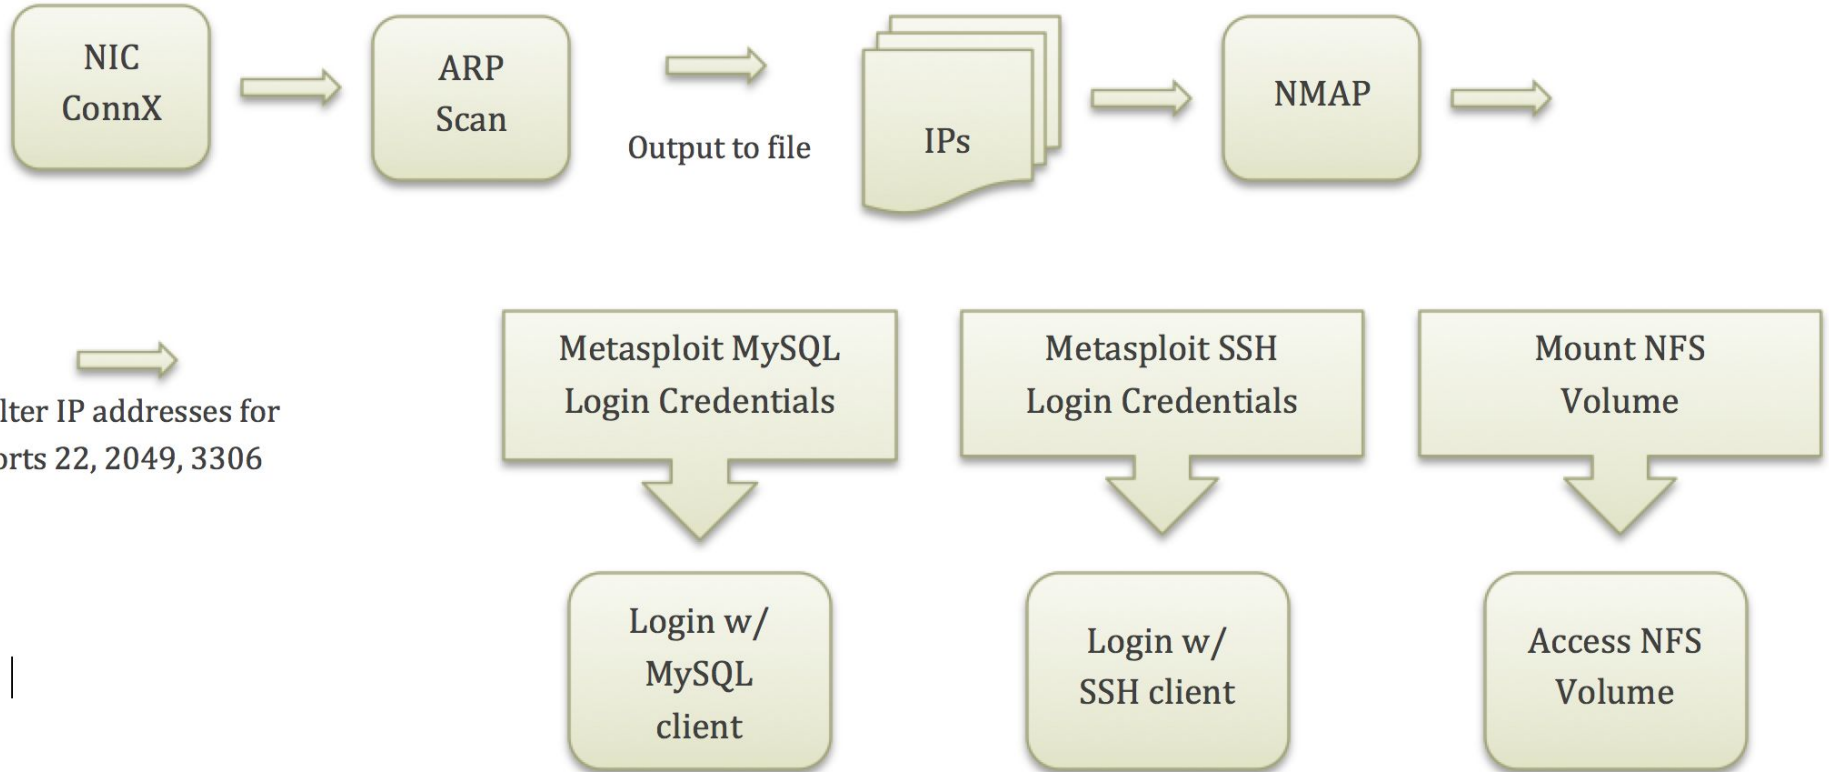 NIC
ConnX
ARP
Scan
Output to file
IPs
NMAP
lter IP addresses for
orts 22, 2049, 3306
Metasploit MySQL
Login Credentials
Metasploit SSH
Login Credentials
Mount NFS
Volume
Login w/
MySQL
client
Login w/
SSH client
Access NFS
Volume